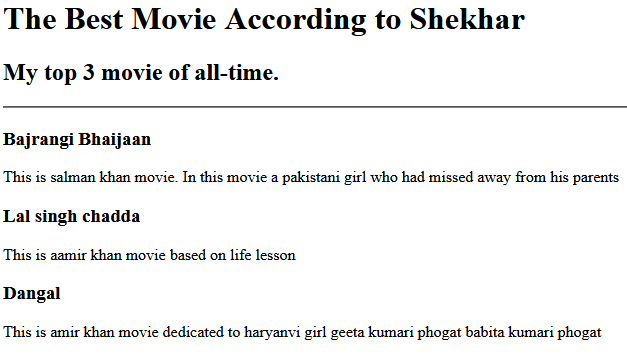 The Best Movie According to Shekhar
My top 3 movie of all-time.
Bajrangi Bhaijaan
This is salman khan movie. In this movie a pakistani girl who had missed away from his parents
Lal singh chadda
This is aamir khan movie based on life lesson
Dangal
This is amir khan movie dedicated to haryanvi girl geeta kumari phogat babita kumari phogat